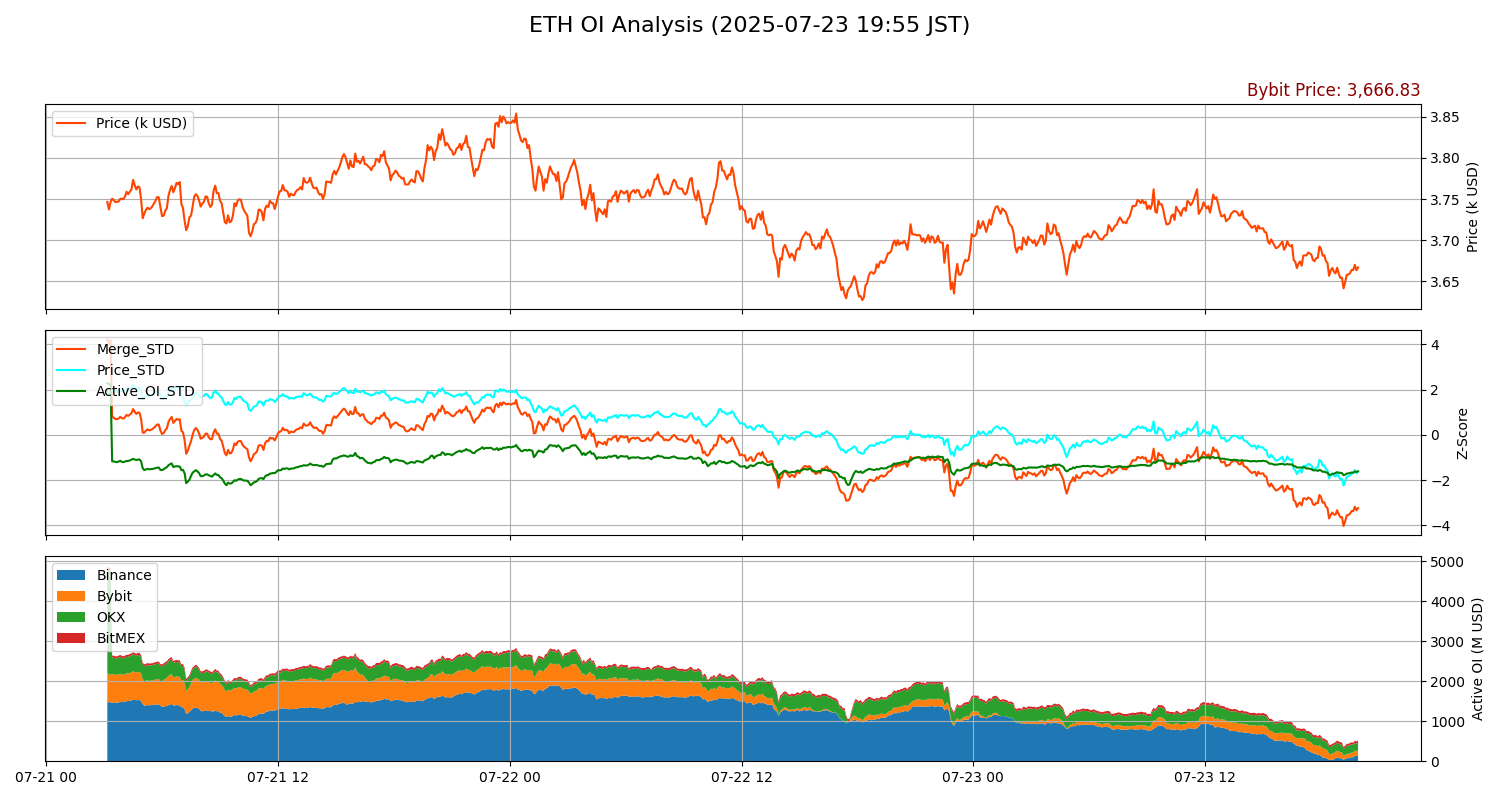 ETH OI Analysis (2025-07-23 19:55 JST)
Bybit Price: 3,666.83
Price (k USD)
3.85
3.80
3.75
3.70
3.65
Price (k USD)
Merge_STD
Price_STD
Active_OI_STD
4
2
0
−2
−4
Z-Score
Binance
Bybit
OKX
BitMEX
5000
4000
3000
2000
1000
0
Active OI (M USD)
07-21 00
07-21 12
07-22 00
07-22 12
07-23 00
07-23 12